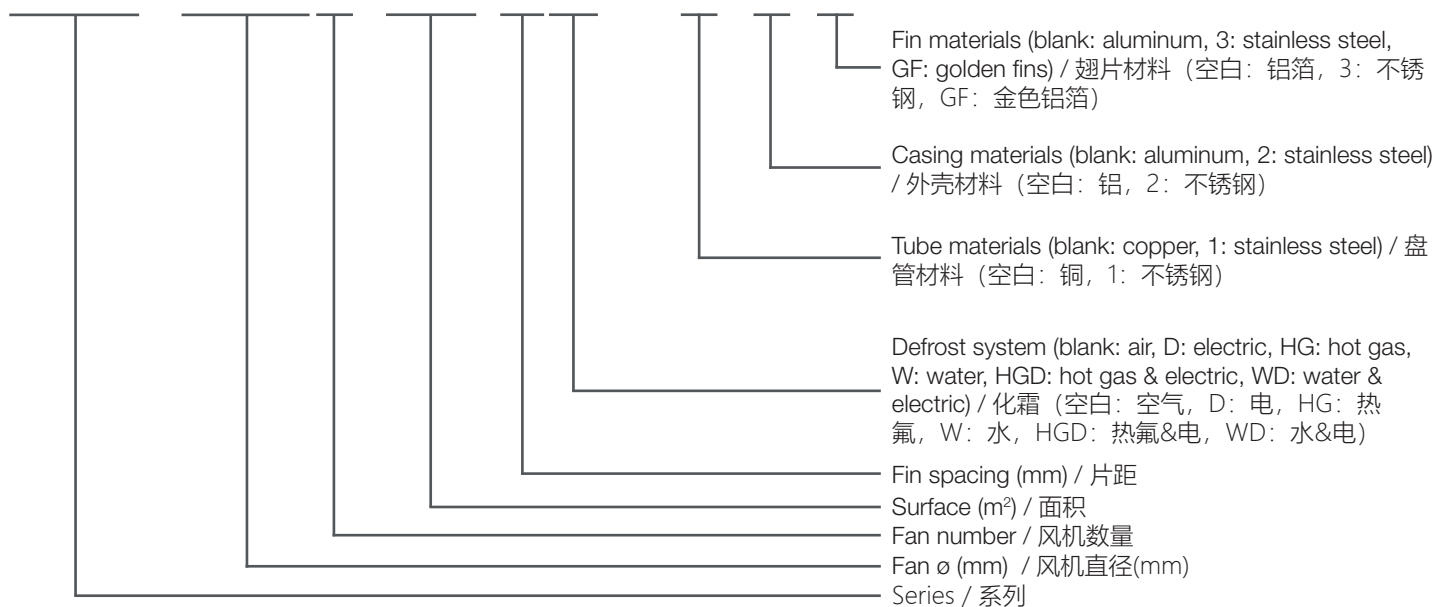 Fin materials (blank: aluminum, 3: stainless steel,
GF: golden fins) / 翅片材料（空白：铝箔，3：不锈
钢，GF：金色铝箔）
Casing materials (blank: aluminum, 2: stainless steel)
/ 外壳材料（空白：铝，2：不锈钢）
Tube materials (blank: copper, 1: stainless steel) / 盘
管材料（空白：铜，1：不锈钢）
Defrost system (blank: air, D: electric, HG: hot gas,
W: water, HGD: hot gas & electric, WD: water &
electric) / 化霜（空白：空气，D：电，HG：热
氟，W：水，HGD：热氟&电，WD：水&电）
Fin spacing (mm) / 片距
Surface (m²) / 面积
Fan number / 风机数量
Fan ø (mm) / 风机直径(mm)
Series / 系列